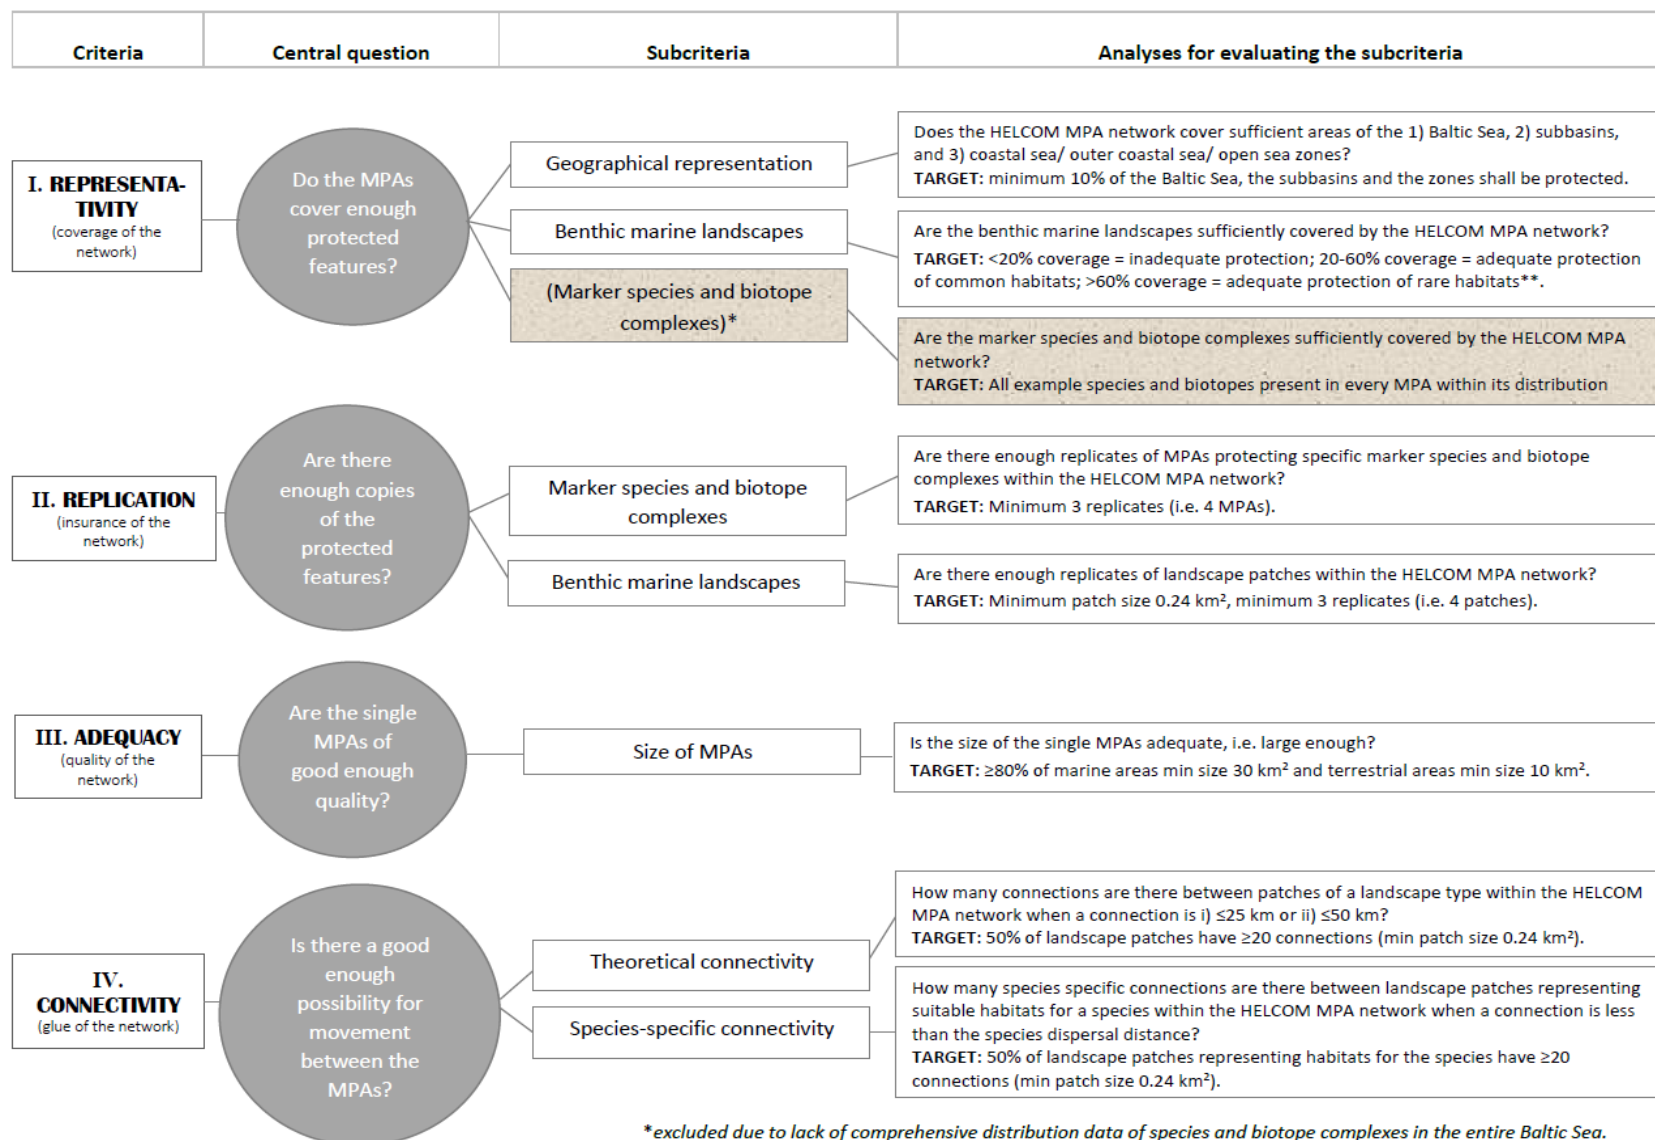 Criteria
Central question
Subcriteria
Analyses for evaluating the subcriteria
I. REPRESENTA-
TIVITY
(coverage of the
network)
Do the MPAs
cover enough
protected
features?
Geographical representation
Does the HELCOM MPA network cover sufficient areas of the 1) Baltic Sea, 2) subbasins,
and 3) coastal sea/ outer coastal sea/ open sea zones?
TARGET: minimum 10% of the Baltic Sea, the subbasins and the zones shall be protected.
Benthic marine landscapes
Are the benthic marine landscapes sufficiently covered by the HELCOM MPA network?
TARGET: <20% coverage = inadequate protection; 20-60% coverage = adequate protection
of common habitats; >60% coverage = adequate protection of rare habitats**.
(Marker species and biotope
complexes)*
Are the marker species and biotope complexes sufficiently covered by the HELCOM MPA
network?
TARGET: All example species and biotopes present in every MPA within its distribution
II. REPLICATION
(insurance of the
network)
Are there
enough copies
of the
protected
features?
Marker species and biotope
complexes
Are there enough replicates of MPAs protecting specific marker species and biotope
complexes within the HELCOM MPA network?
TARGET: Minimum 3 replicates (i.e. 4 MPAs).
Benthic marine landscapes
Are there enough replicates of landscape patches within the HELCOM MPA network?
TARGET: Minimum patch size 0.24 km², minimum 3 replicates (i.e. 4 patches).
III. ADEQUACY
(quality of the
network)
Are the single
MPAs of
good enough
quality?
Size of MPAs
Is the size of the single MPAs adequate, i.e. large enough?
TARGET: ≥80% of marine areas min size 30 km² and terrestrial areas min size 10 km².
IV.
CONNECTIVITY
(glue of the network)
Is there a good
enough
possibility for
movement
between the
MPAs?
Theoretical connectivity
How many connections are there between patches of a landscape type within the HELCOM
MPA network when a connection is i) ≤25 km or ii) ≤50 km?
TARGET: 50% of landscape patches have ≥20 connections (min patch size 0.24 km²).
Species-specific connectivity
How many species specific connections are there between landscape patches representing
suitable habitats for a species within the HELCOM MPA network when a connection is less
than the species dispersal distance?
TARGET: 50% of landscape patches representing habitats for the species have ≥20
connections (min patch size 0.24 km²).
*excluded due to lack of comprehensive distribution data of species and biotope complexes in the entire Baltic Sea.